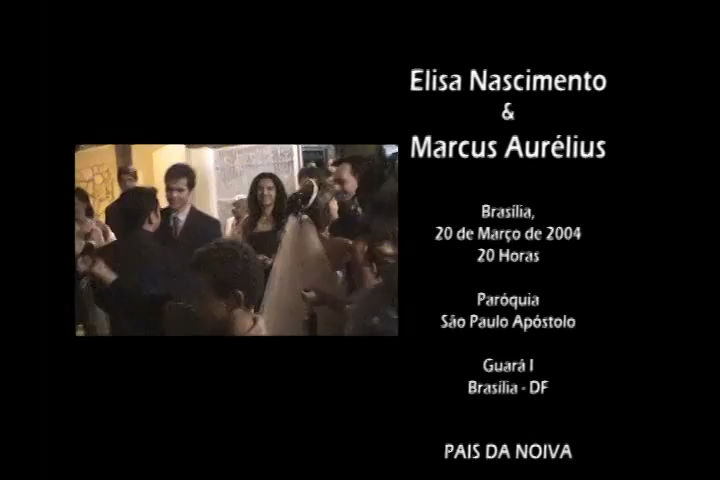 Elisa Nascimento
&
Marcus Aurélius
Brasília,
20 de Março de 2004
20 Horas
Paróquia
São Paulo Apóstolo
Guará I
Brasília - DF
PAIS DA NOIVA